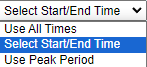 Select Start/End Time
Use All Times
Select Start/End Time
Use Peak Period